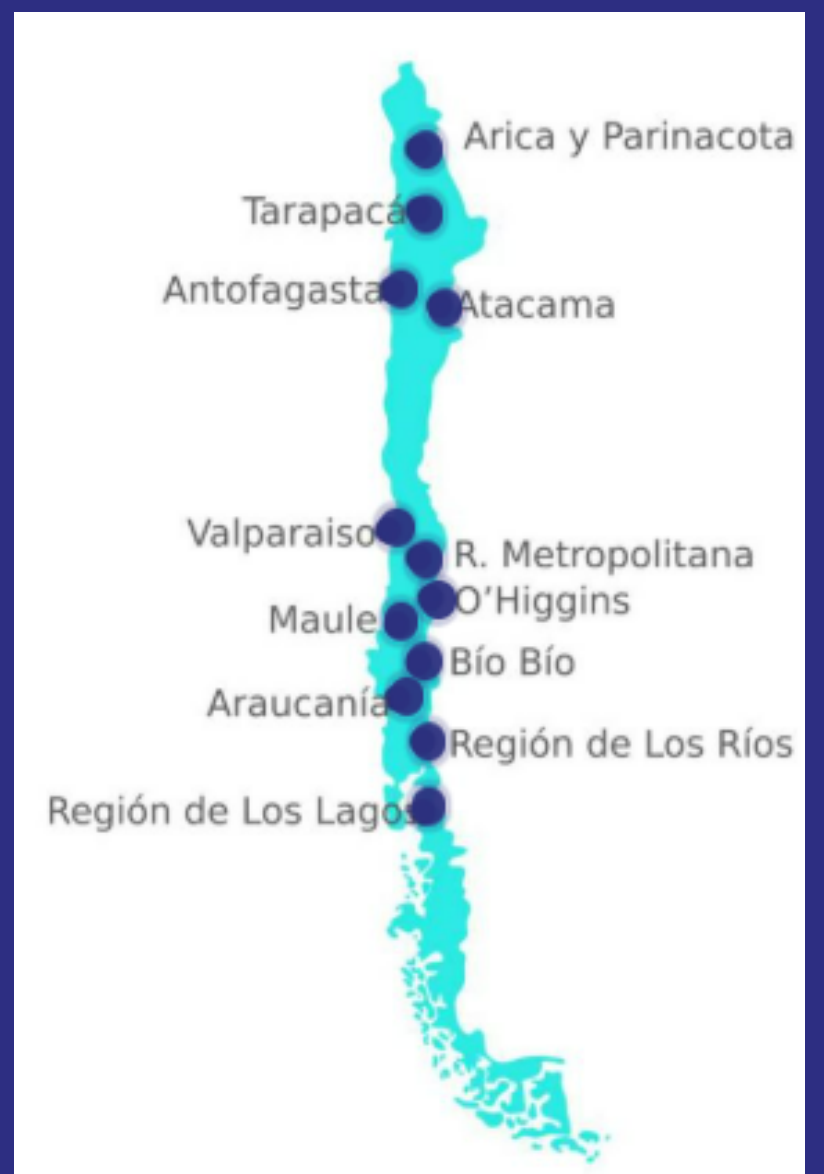 Arica y Parinacota
Tarapacá
Antofagasta
Atacama
Valparaiso
R. Metropolitana
O’Higgins
Maule
Bío Bío
Araucanía
Región de Los Ríos
Región de Los Lagos